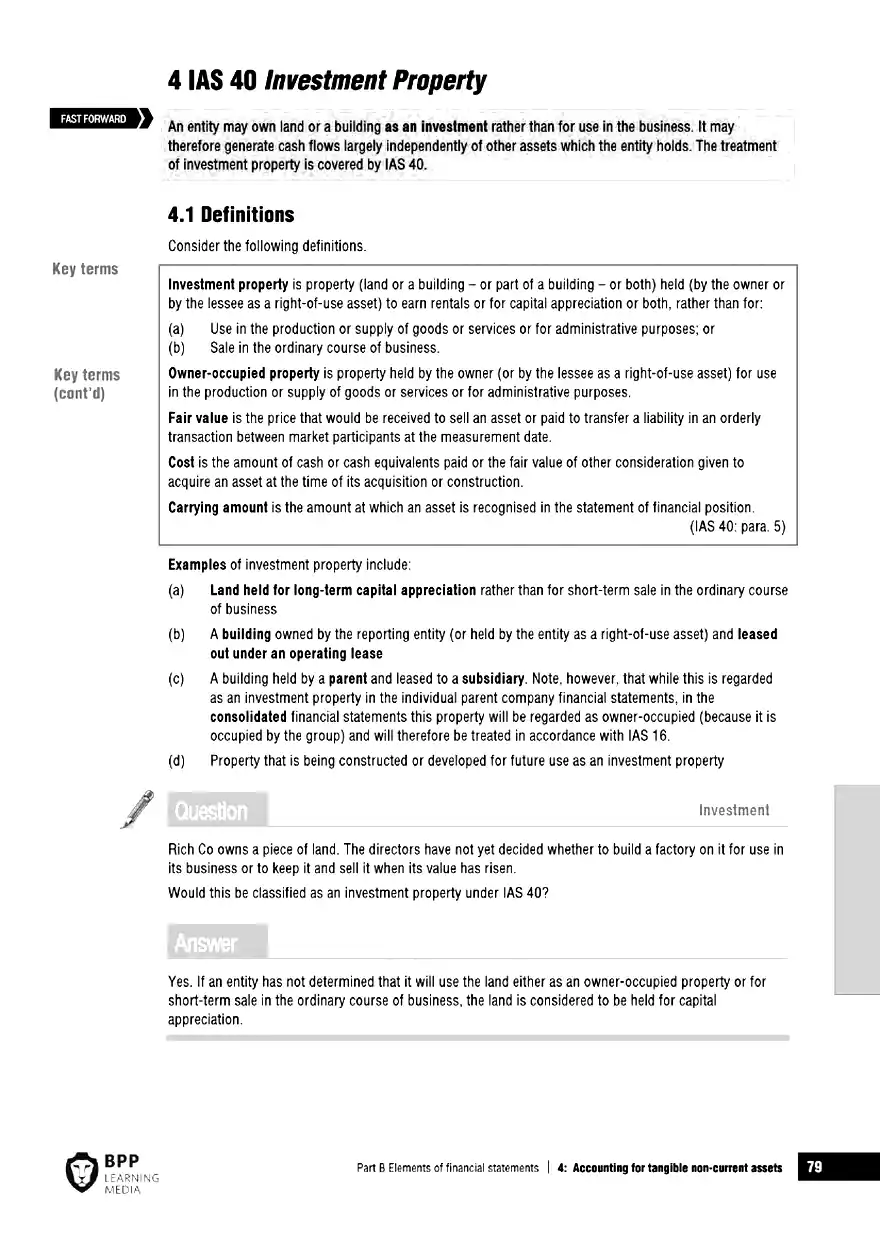 4 IAS 40 Investment Property
FAST FORWARD
An entity may own land or a building as an investment rather than for use in the business. It may
therefore generate cash flows largely independently of other assets which the entity holds. The treatment
of investment property is covered by IAS 40.
4.1 Definitions
Consider the following definitions.
Key terms
Investment property is property (land or a building – or part of a building – or both) held (by the owner or
by the lessee as a right-of-use asset) to earn rentals or for capital appreciation or both, rather than for:
(a) Use in the production or supply of goods or services or for administrative purposes; or
(b) Sale in the ordinary course of business.
Key terms
(cont'd)
Owner-occupied property is property held by the owner (or by the lessee as a right-of-use asset) for use
in the production or supply of goods or services or for administrative purposes.
Fair value is the price that would be received to sell an asset or paid to transfer a liability in an orderly
transaction between market participants at the measurement date.
Cost is the amount of cash or cash equivalents paid or the fair value of other consideration given to
acquire an asset at the time of its acquisition or construction.
Carrying amount is the amount at which an asset is recognised in the statement of financial position.
(IAS 40: para. 5)
Examples of investment property include:
(a) Land held for long-term capital appreciation rather than for short-term sale in the ordinary course
of business
(b) A building owned by the reporting entity (or held by the entity as a right-of-use asset) and leased
out under an operating lease
(c) A building held by a parent and leased to a subsidiary. Note, however, that while this is regarded
as an investment property in the individual parent company financial statements, in the
consolidated financial statements this property will be regarded as owner-occupied (because it is
occupied by the group) and will therefore be treated in accordance with IAS 16.
(d) Property that is being constructed or developed for future use as an investment property
Question
Investment
Rich Co owns a piece of land. The directors have not yet decided whether to build a factory on it for use in
its business or to keep it and sell it when its value has risen.
Would this be classified as an investment property under IAS 40?
Answer
Yes. If an entity has not determined that it will use the land either as an owner-occupied property or for
short-term sale in the ordinary course of business, the land is considered to be held for capital
appreciation.
BPP
LEARNING
MEDIA
Part B Elements of financial statements | 4: Accounting for tangible non-current assets 79